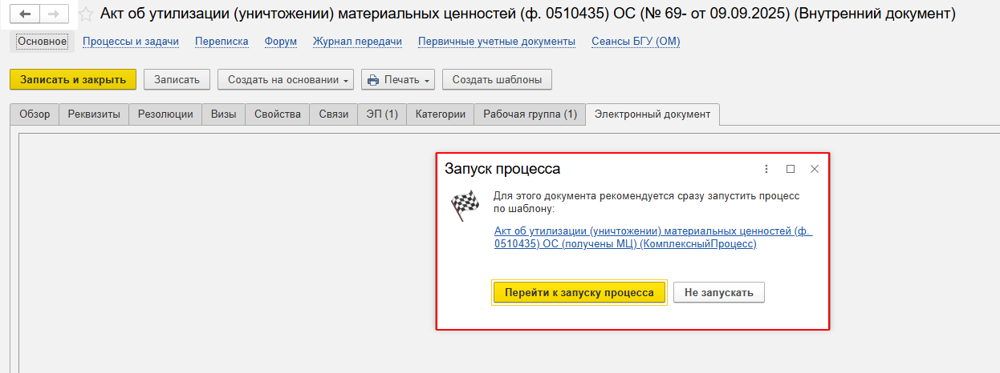 Акт об утилизации (уничтожении) материальных ценностей (ф. 0510435) ОС (№ 69- от 09.09.2025) (Внутренний документ)
Основное Процессы и задачи Переписка Форум Журнал передачи Первичные учетные документы Сеансы БГУ (ОМ)
Записать и закрыть Записать Создать на основании Печать Создать шаблоны
Обзор Реквизиты Резолюции Визы Свойства Связи ЭП (1) Категории Рабочая группа (1) Электронный документ
Запуск процесса
Для этого документа рекомендуется сразу запустить процесс
по шаблону:
Акт об утилизации (уничтожении) материальных ценностей (ф.
0510435) ОС (получены МЦ) (КомплексныйПроцесс)
Перейти к запуску процесса Не запускать